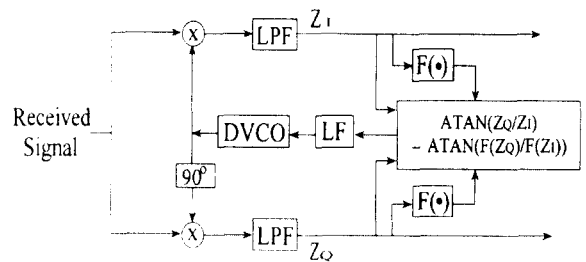 Z_I
X
LPF
F(•)
Received
Signal
DVCO
LF
ATAN(Z_Q/Z_I)
- ATAN(F(Z_Q)/F(Z_I))
90°
F(•)
X
LPF
Z_Q